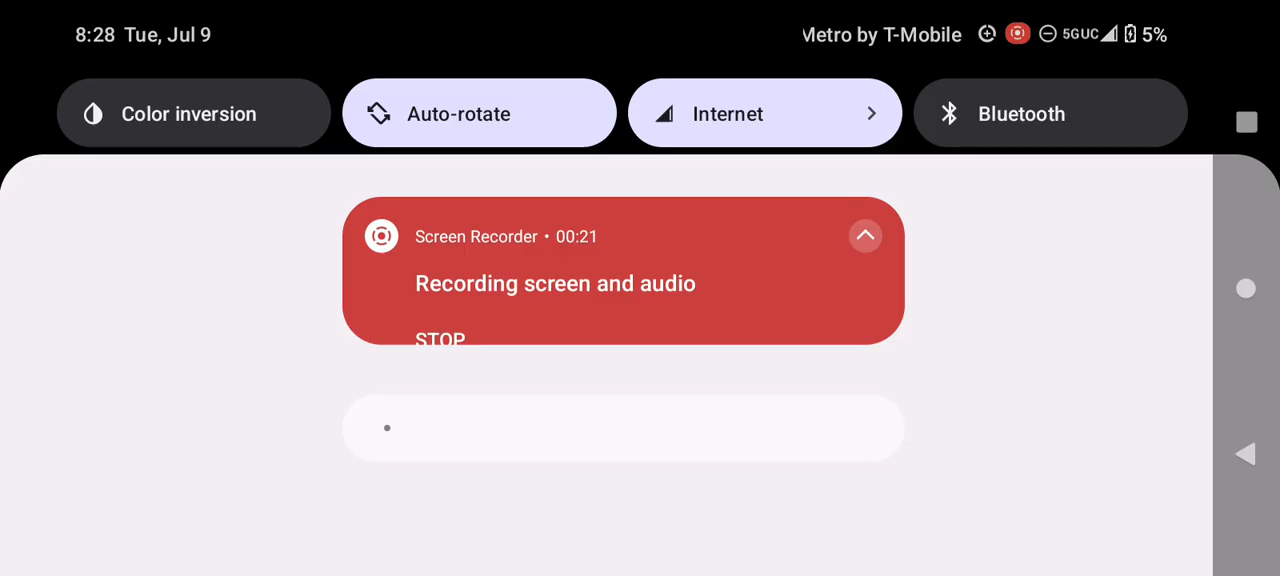 8:28 Tue, Jul 9
Metro by T-Mobile 5GUC 5%
Color inversion
Auto-rotate
Internet
Bluetooth
Screen Recorder • 00:21
Recording screen and audio
STOP